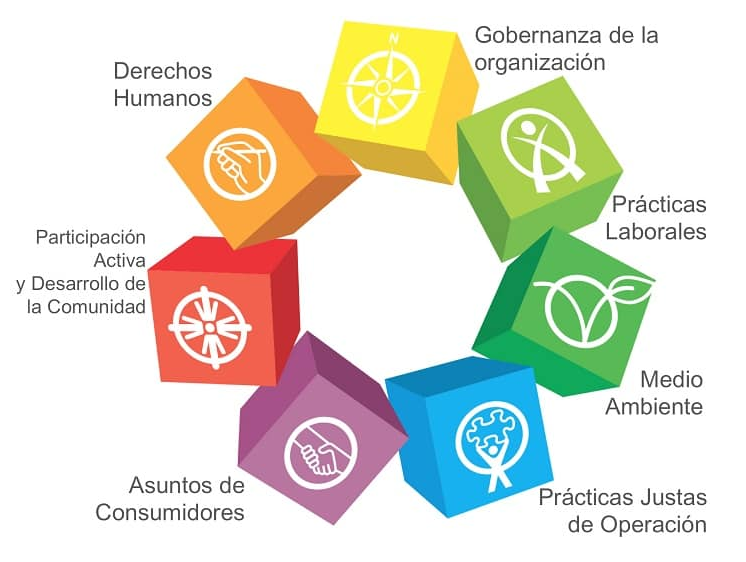 N
Gobernanza de la
organización
Derechos
Humanos
Prácticas
Laborales
Participación
Activa
y Desarrollo de
la Comunidad
Medio
Ambiente
Asuntos de
Consumidores
Prácticas Justas
de Operación